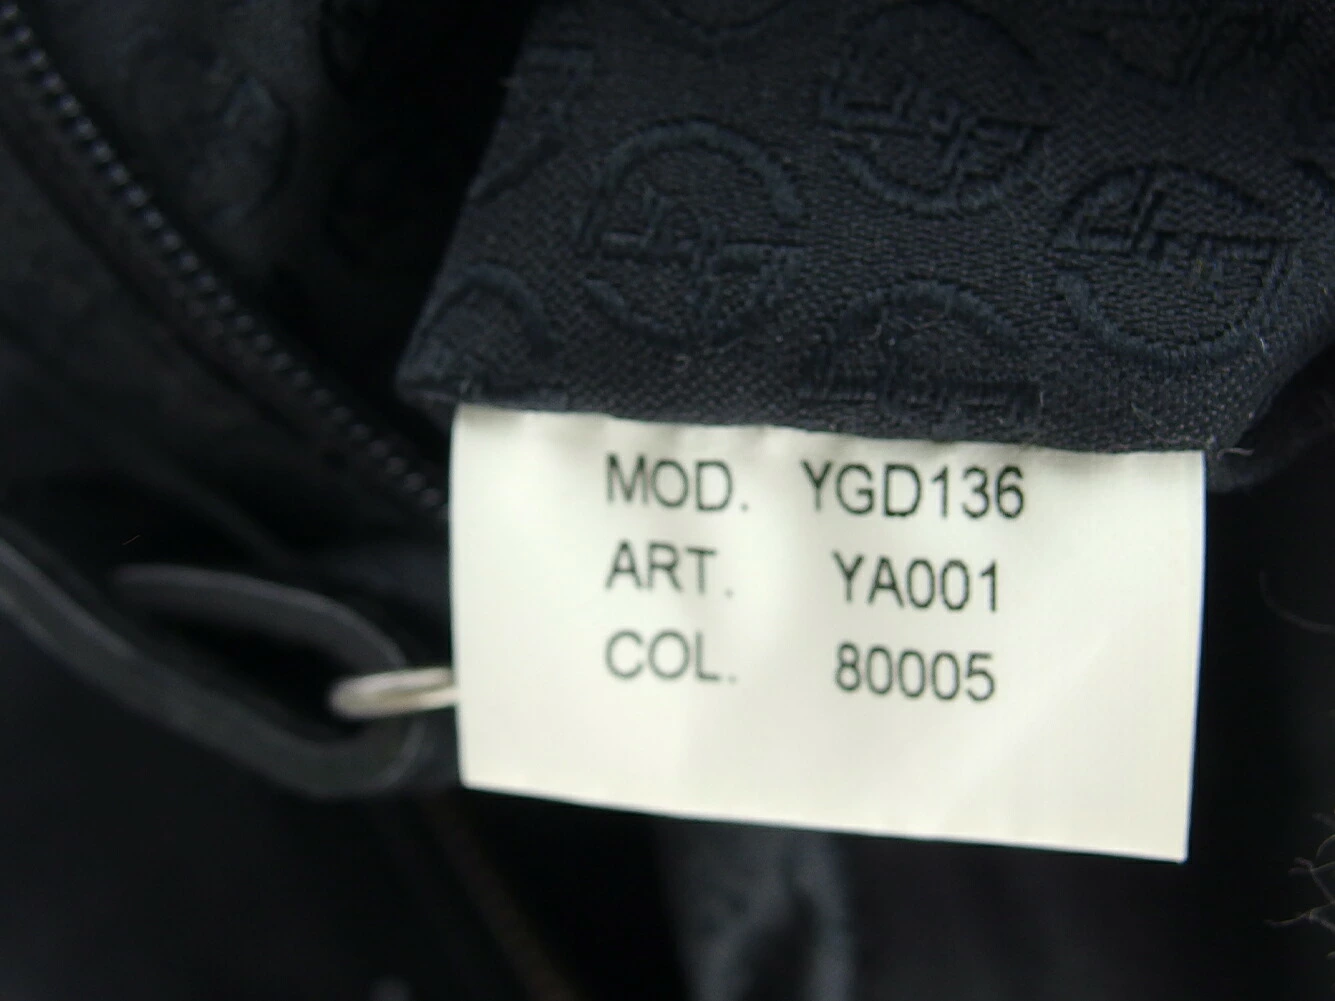 MOD. YGD136
ART. YA001
COL. 80005